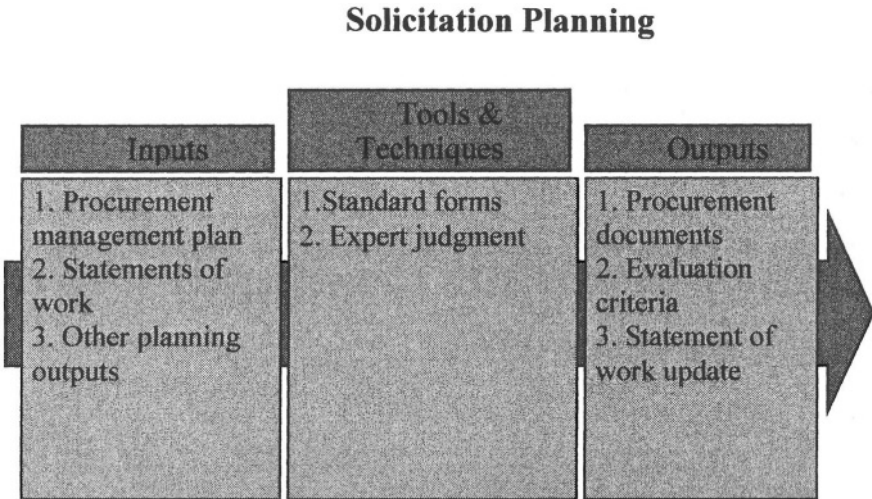 Solicitation Planning
Inputs
1. Procurement
management plan
2. Statements of
work
3. Other planning
outputs
Tools &
Techniques
1.Standard forms
2. Expert judgment
Outputs
1. Procurement
documents
2. Evaluation
criteria
3. Statement of
work update